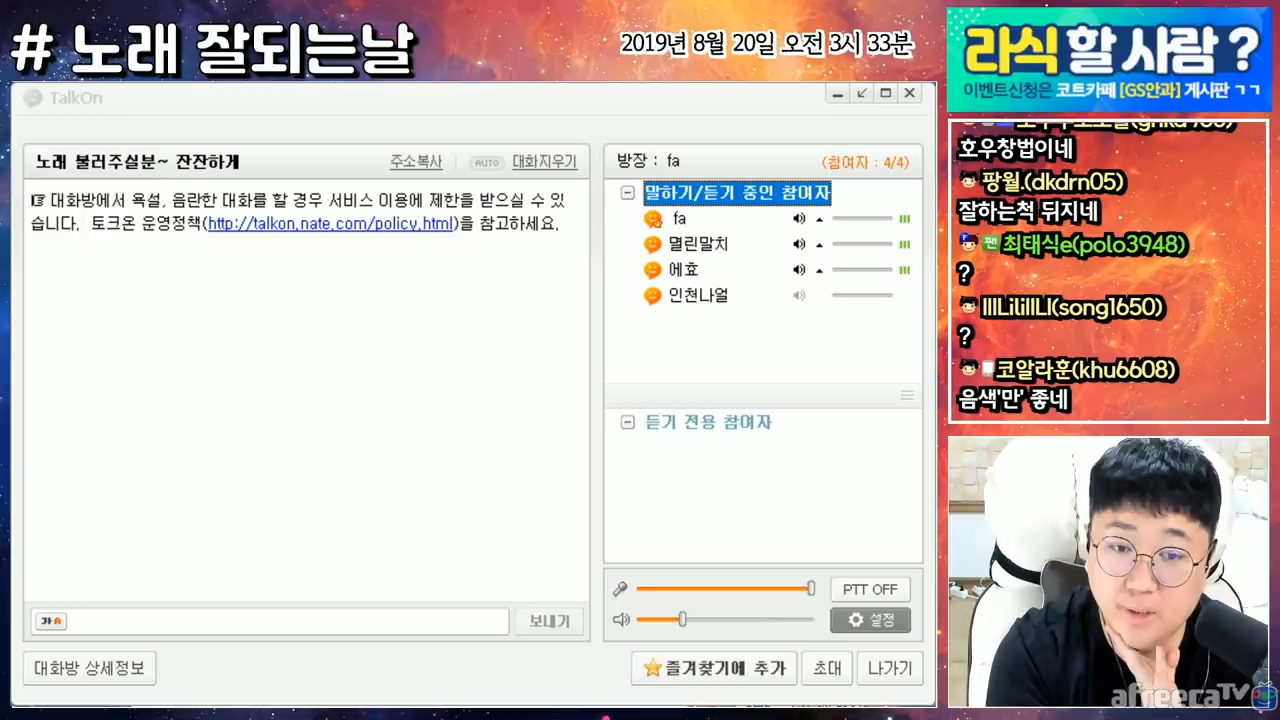 # 노래 잘되는날
2019년 8월 20일 오전 3시 33분
라식 할 사람 ?
이벤트신청은 코트카페 [GS안과] 게시판 ㄱㄱ
TalkOn
노래 불러주실분~ 잔잔하게
주소복사
AUTO 대화지우기
☞ 대화방에서 욕설, 음란한 대화를 할 경우 서비스 이용에 제한을 받으실 수 있
습니다. 토크온 운영정책(http://talkon.nate.com/policy.html)을 참고하세요.
가
보내기
대화방 상세정보
방장 : fa
(참여자 : 4/4)
말하기/듣기 중인 참여자
fa
멸린말치
에효
인천나얼
듣기 전용 참여자
PTT OFF
설정
즐겨찾기에 추가
초대
나가기
호우창법이네
팡월.(dkdrn05)
잘하는척 뒤지네
팬 최태식e(polo3948)
?
lllLilillLl(song1650)
?
코알라훈(khu6608)
음색'만' 좋네
afreecaTV